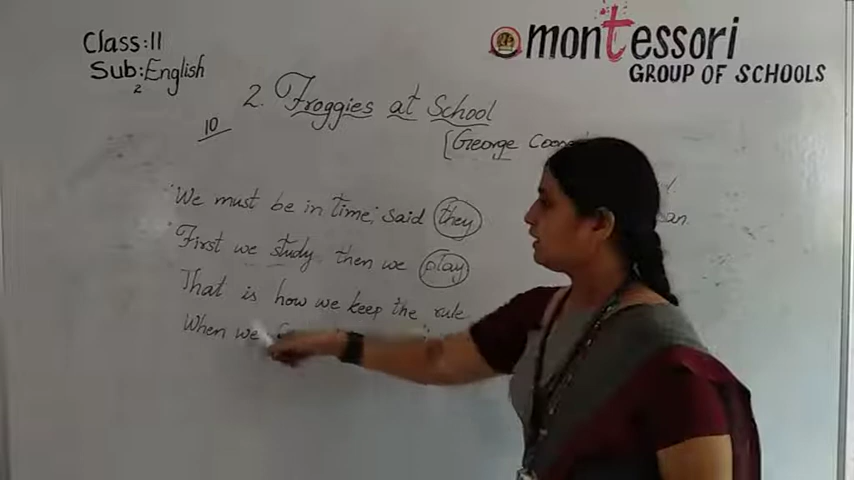 Class: 11
Sub: English
2
montessori
GROUP OF SCHOOLS
2. Froggies at School
10
[George
"We must be in time," said they
"First we study then we play
That is how we keep the rule
When we